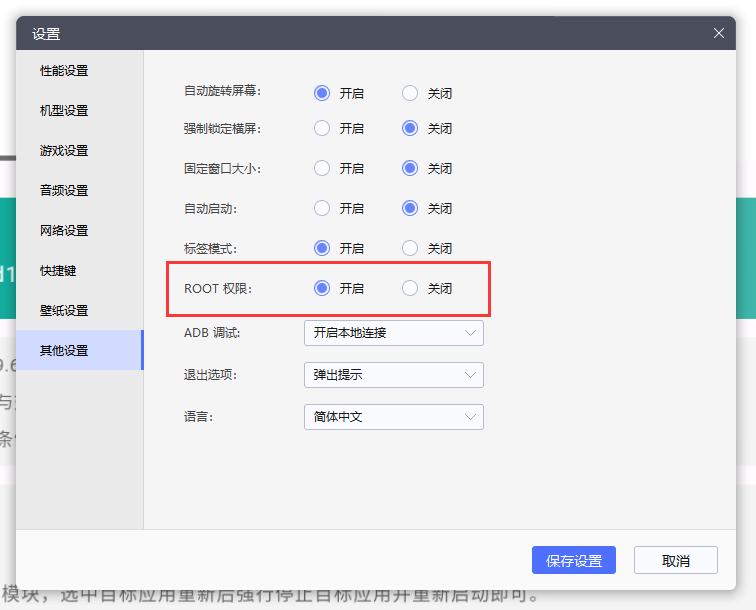 设置
性能设置
机型设置
游戏设置
音频设置
网络设置
快捷键
壁纸设置
其他设置
自动旋转屏幕: 开启 关闭
强制锁定横屏: 开启 关闭
固定窗口大小: 开启 关闭
自动启动: 开启 关闭
标签模式: 开启 关闭
ROOT 权限: 开启 关闭
ADB 调试: 开启本地连接
退出选项: 弹出提示
语言: 简体中文
d1
9.6
与
条
保存设置 取消
模块，选中目标应用重新后强行停止目标应用并重新启动即可。